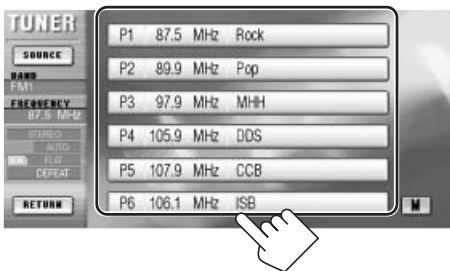 TUNER
SOURCE
BAND
FM1
FREQUENCY
87.5 MHz
STEREO
AUTO
EQ FLAT
DEFEAT
RETURN
P1 87.5 MHz Rock
P2 89.9 MHz Pop
P3 97.9 MHz MHH
P4 105.9 MHz DDS
P5 107.9 MHz CCB
P6 106.1 MHz ISB
M